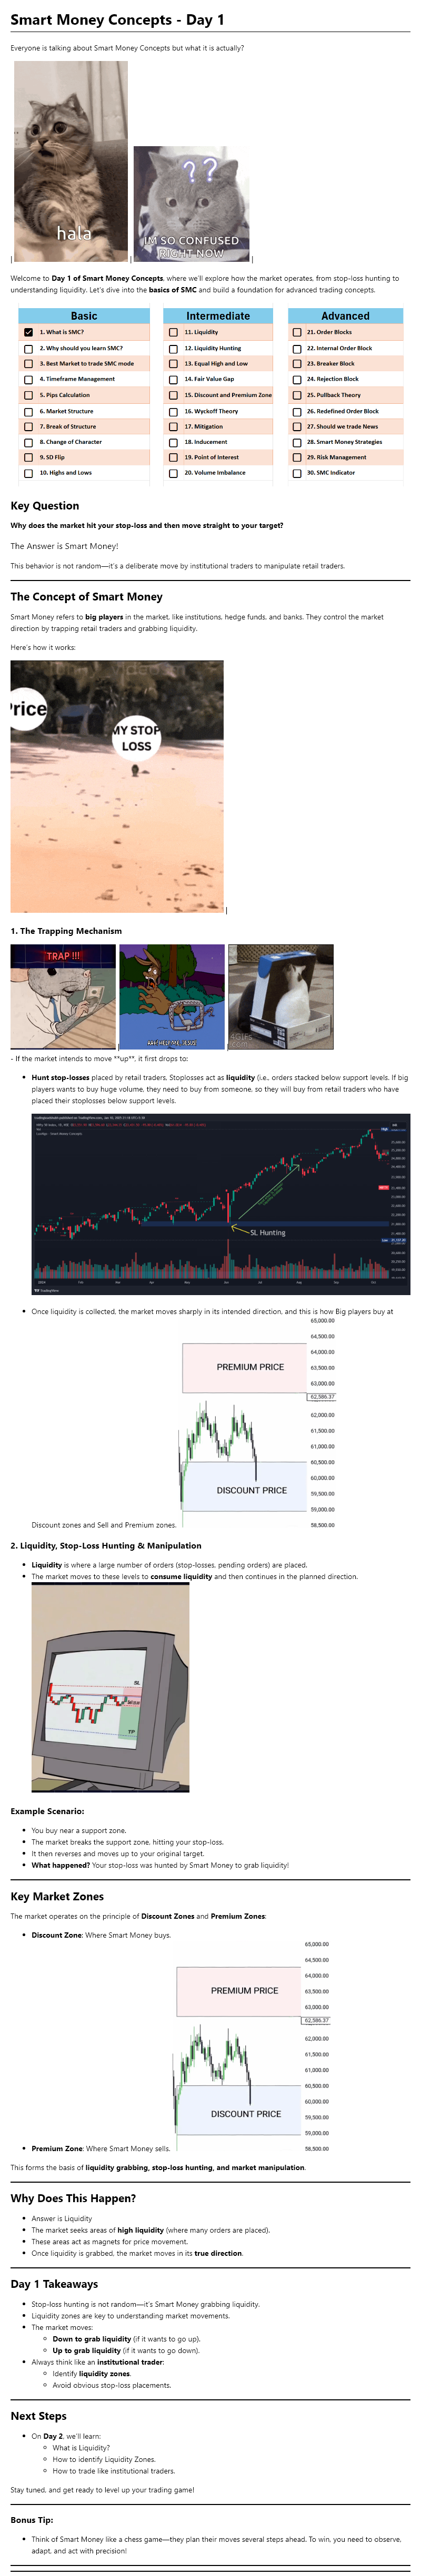 Smart Money Concepts - Day 1
Everyone is talking about Smart Money Concepts but what it is actually?
hala
??
IM SO CONFUSED
RIGHT NOW
Welcome to Day 1 of Smart Money Concepts, where we'll explore how the market operates, from stop-loss hunting to
understanding liquidity. Let's dive into the basics of SMC and build a foundation for advanced trading concepts.
Basic
1. What is SMC?
2. Why should you learn SMC?
3. Best Market to trade SMC mode
4. Timeframe Management
5. Pips Calculation
6. Market Structure
7. Break of Structure
8. Change of Character
9. SD Flip
10. Highs and Lows
Intermediate
11. Liquidity
12. Liquidity Hunting
13. Equal High and Low
14. Fair Value Gap
15. Discount and Premium Zone
16. Wyckoff Theory
17. Mitigation
18. Inducement
19. Point of Interest
20. Volume Imbalance
Advanced
21. Order Blocks
22. Internal Order Block
23. Breaker Block
24. Rejection Block
25. Pullback Theory
26. Redefined Order Block
27. Should we trade News
28. Smart Money Strategies
29. Risk Management
30. SMC Indicator
Key Question
Why does the market hit your stop-loss and then move straight to your target?
The Answer is Smart Money!
This behavior is not random—it's a deliberate move by institutional traders to manipulate retail traders.
The Concept of Smart Money
Smart Money refers to big players in the market, like institutions, hedge funds, and banks. They control the market
direction by trapping retail traders and grabbing liquidity.
Here's how it works:
Price
MY STOP
LOSS
1. The Trapping Mechanism
TRAP !!!
4GIFS
- If the market intends to move **up**, it first drops to:
• Hunt stop-losses placed by retail traders. Stoplosses act as liquidity (i.e., orders stacked below support levels. If big
players wants to buy huge volume, they need to buy from someone, so they will buy from retail traders who have
placed their stoplosses below support levels.
SL Hunting
TradingView
• Once liquidity is collected, the market moves sharply in its intended direction, and this is how Big players buy at
65,000.00
64,500.00
64,000.00
63,500.00
63,000.00
62,586.37
62,000.00
61,500.00
61,000.00
60,500.00
60,000.00
59,500.00
59,000.00
58,500.00
PREMIUM PRICE
DISCOUNT PRICE
Discount zones and Sell and Premium zones.
2. Liquidity, Stop-Loss Hunting & Manipulation
• Liquidity is where a large number of orders (stop-losses, pending orders) are placed.
• The market moves to these levels to consume liquidity and then continues in the planned direction.
SL
TP
Example Scenario:
• You buy near a support zone.
• The market breaks the support zone, hitting your stop-loss.
• It then reverses and moves up to your original target.
• What happened? Your stop-loss was hunted by Smart Money to grab liquidity!
Key Market Zones
The market operates on the principle of Discount Zones and Premium Zones:
• Discount Zone: Where Smart Money buys.
65,000.00
64,500.00
64,000.00
63,500.00
63,000.00
62,586.37
62,000.00
61,500.00
61,000.00
60,500.00
60,000.00
59,500.00
59,000.00
58,500.00
PREMIUM PRICE
DISCOUNT PRICE
• Premium Zone: Where Smart Money sells.
This forms the basis of liquidity grabbing, stop-loss hunting, and market manipulation.
Why Does This Happen?
• Answer is Liquidity
• The market seeks areas of high liquidity (where many orders are placed).
• These areas act as magnets for price movement.
• Once liquidity is grabbed, the market moves in its true direction.
Day 1 Takeaways
• Stop-loss hunting is not random—it's Smart Money grabbing liquidity.
• Liquidity zones are key to understanding market movements.
• The market moves:
Down to grab liquidity (if it wants to go up).
Up to grab liquidity (if it wants to go down).
• Always think like an institutional trader:
Identify liquidity zones.
Avoid obvious stop-loss placements.
Next Steps
• On Day 2, we'll learn:
What is Liquidity?
How to identify Liquidity Zones.
How to trade like institutional traders.
Stay tuned, and get ready to level up your trading game!
Bonus Tip:
• Think of Smart Money like a chess game—they plan their moves several steps ahead. To win, you need to observe,
adapt, and act with precision!